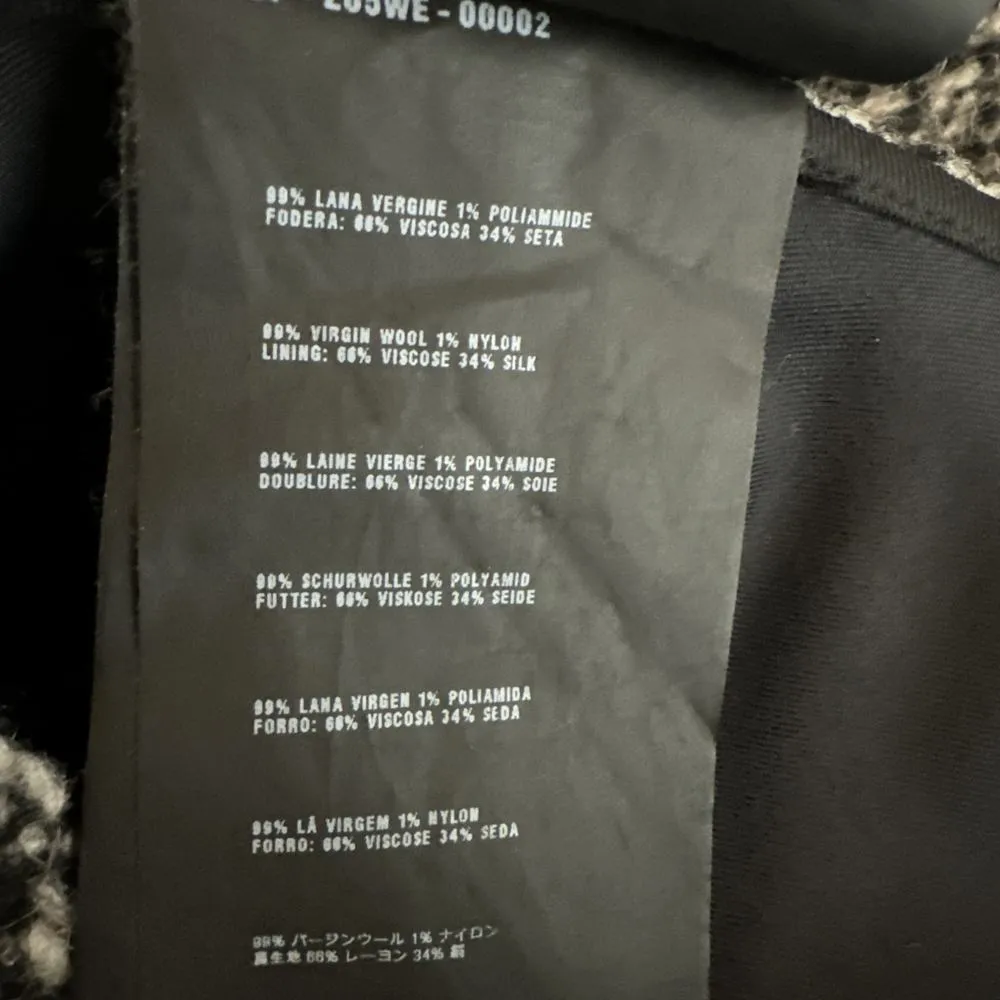 - 00002
99% LANA VERGINE 1% POLIAMMIDE
FODERA: 66% VISCOSA 34% SETA
99% VIRGIN WOOL 1% NYLON
LINING: 66% VISCOSE 34% SILK
99% LAINE VIERGE 1% POLYAMIDE
DOUBLURE: 66% VISCOSE 34% SOIE
99% SCHURWOLLE 1% POLYAMID
FUTTER: 66% VISKOSE 34% SEIDE
99% LANA VIRGEN 1% POLIAMIDA
FORRO: 66% VISCOSA 34% SEDA
99% LÃ VIRGEM 1% NYLON
FORRO: 66% VISCOSE 34% SEDA
99% バージンウール 1% ナイロン
裏生地 66% レーヨン 34% 絹